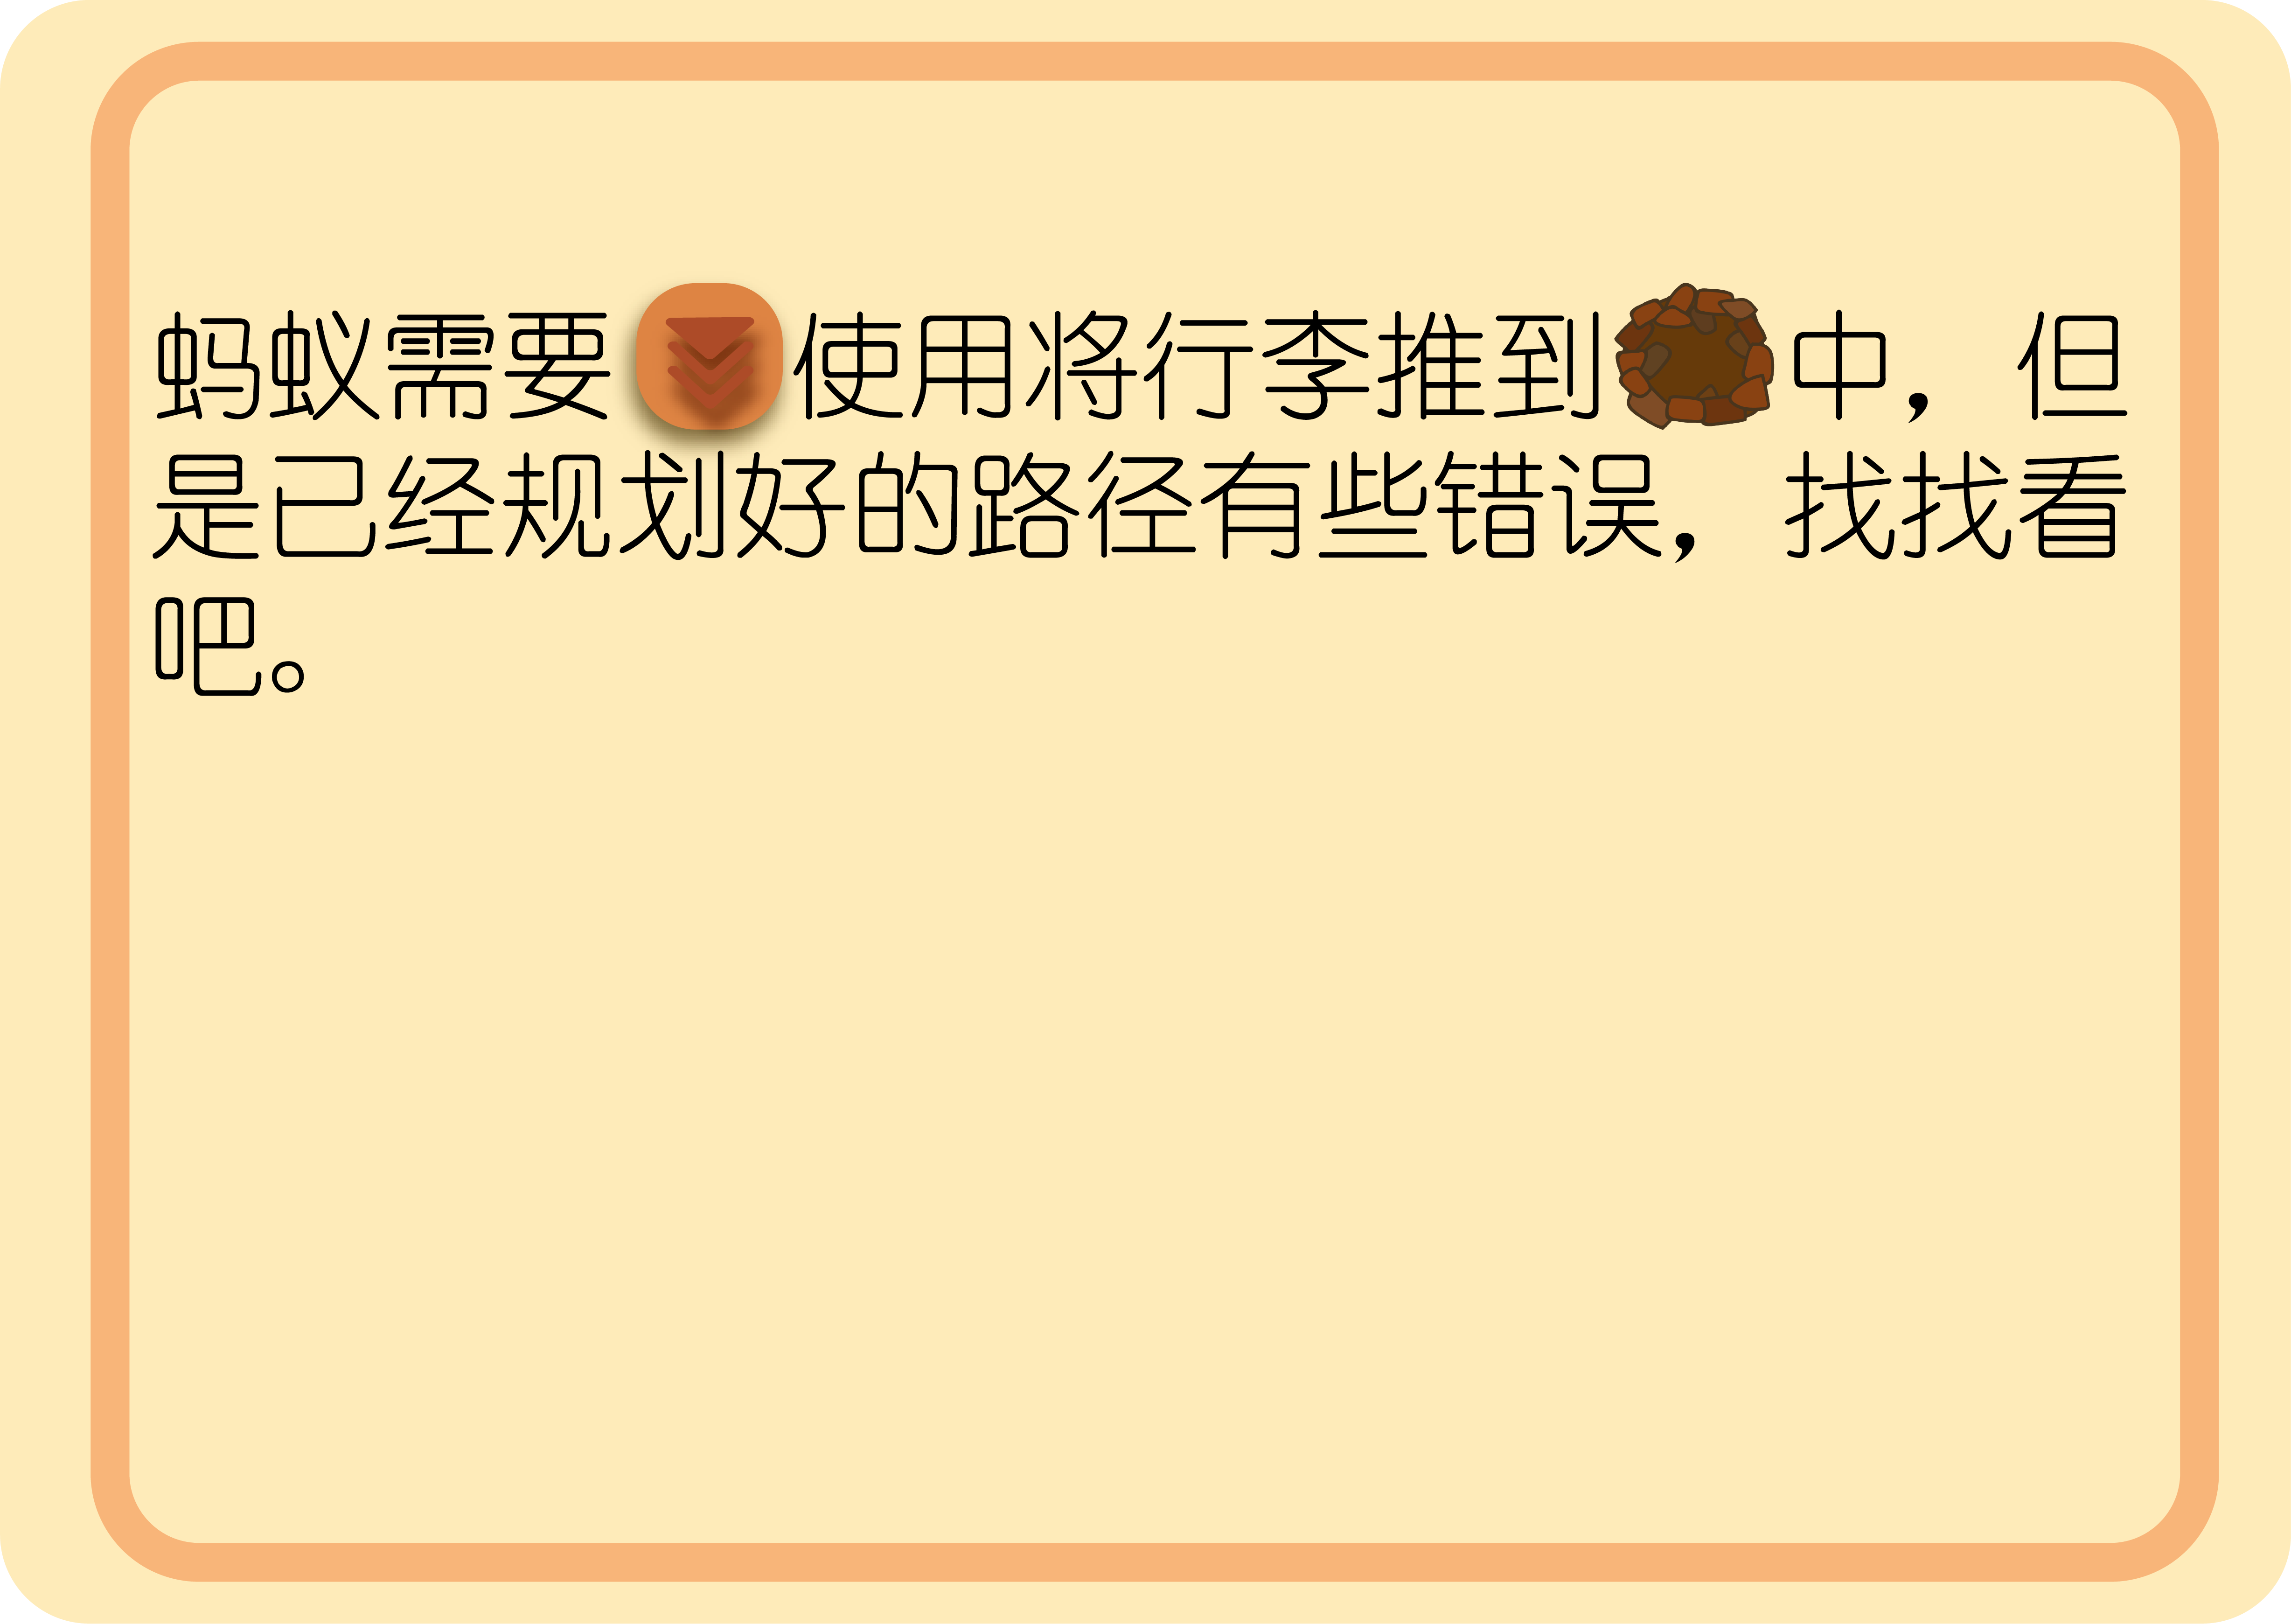 蚂蚁需要使用将行李推到中，但
是已经规划好的路径有些错误，找找看
吧。